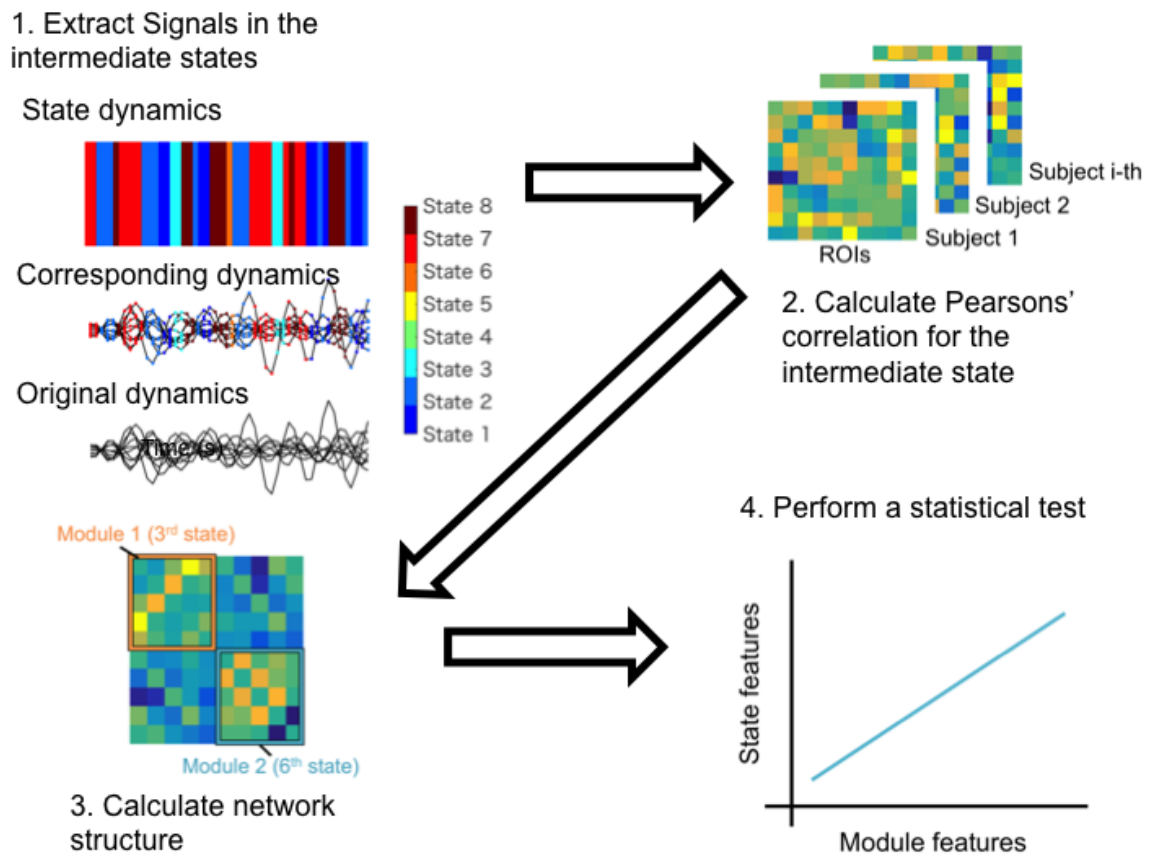 1. Extract Signals in the
intermediate states
State dynamics
Corresponding dynamics
Original dynamics
Time (s)
State 8
State 7
State 6
State 5
State 4
State 3
State 2
State 1
Subject i-th
Subject 2
Subject 1
ROIs
2. Calculate Pearsons’
correlation for the
intermediate state
Module 1 (3rd state)
Module 2 (6th state)
3. Calculate network
structure
4. Perform a statistical test
State features
Module features